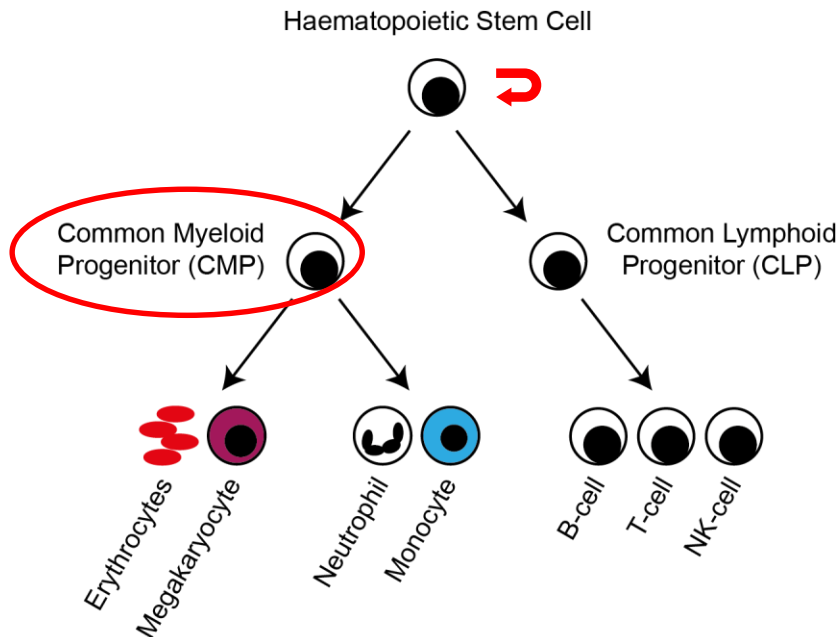 Haematopoietic Stem Cell
Common Myeloid
Progenitor (CMP)
Common Lymphoid
Progenitor (CLP)
Erythrocytes
Megakaryocyte
Neutrophil
Monocyte
B-cell
T-cell
NK-cell